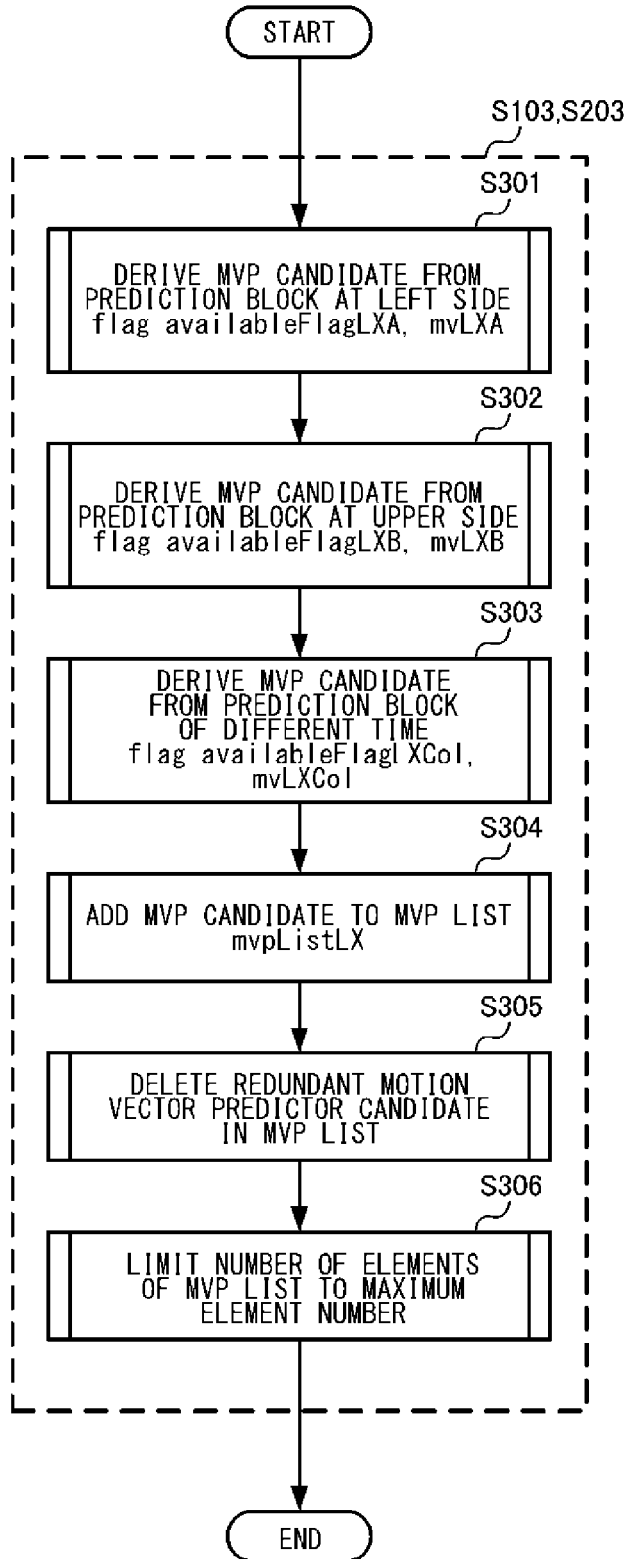 START
S103,S203
S301
DERIVE MVP CANDIDATE FROM
PREDICTION BLOCK AT LEFT SIDE
flag availableFlagLXA, mvLXA
S302
DERIVE MVP CANDIDATE FROM
PREDICTION BLOCK AT UPPER SIDE
flag availableFlagLXB, mvLXB
S303
DERIVE MVP CANDIDATE
FROM PREDICTION BLOCK
OF DIFFERENT TIME
flag availableFlagLXCol,
mvLXCol
S304
ADD MVP CANDIDATE TO MVP LIST
mvpListLX
S305
DELETE REDUNDANT MOTION
VECTOR PREDICTOR CANDIDATE
IN MVP LIST
S306
LIMIT NUMBER OF ELEMENTS
OF MVP LIST TO MAXIMUM
ELEMENT NUMBER
END